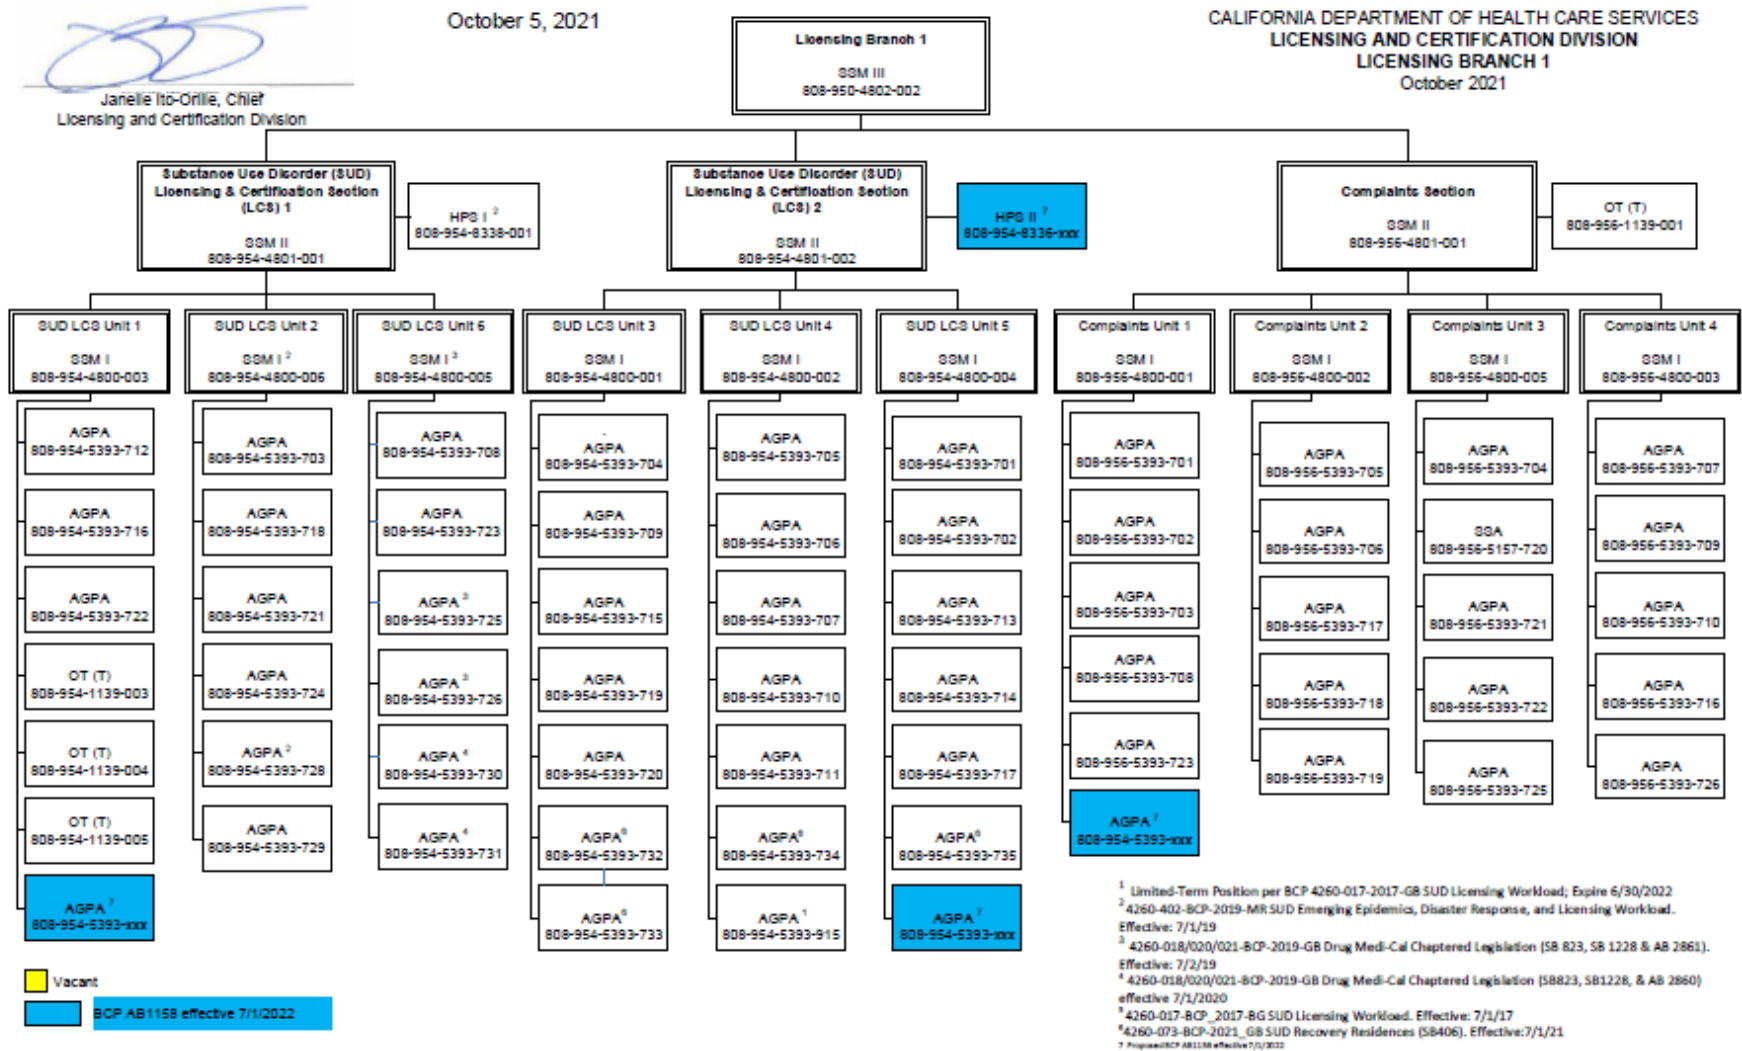 October 5, 2021
Janelle Ito-Orille, Chief
Licensing and Certification Division
CALIFORNIA DEPARTMENT OF HEALTH CARE SERVICES
LICENSING AND CERTIFICATION DIVISION
LICENSING BRANCH 1
October 2021
Licensing Branch 1
SSM III
808-950-4802-002
Substance Use Disorder (SUD)
Licensing & Certification Section
(LCS) 1
SSM II
808-954-4801-001
HPS I 2
808-954-8338-001
Substance Use Disorder (SUD)
Licensing & Certification Section
(LCS) 2
SSM II
808-954-4801-002
HPS II 7
808-954-8336-xxx
Complaints Section
SSM II
808-956-4801-001
OT (T)
808-956-1139-001
SUD LCS Unit 1
SSM I
808-954-4800-003
AGPA
808-954-5393-712
AGPA
808-954-5393-716
AGPA
808-954-5393-722
OT (T)
808-954-1139-003
OT (T)
808-954-1139-004
OT (T)
808-954-1139-005
AGPA 7
808-954-5393-xxx
SUD LCS Unit 2
SSM I 2
808-954-4800-006
AGPA
808-954-5393-703
AGPA
808-954-5393-718
AGPA
808-954-5393-721
AGPA
808-954-5393-724
AGPA 2
808-954-5393-728
AGPA
808-954-5393-729
SUD LCS Unit 6
SSM I 3
808-954-4800-005
AGPA
808-954-5393-708
AGPA
808-954-5393-723
AGPA 3
808-954-5393-725
AGPA 3
808-954-5393-726
AGPA 4
808-954-5393-730
AGPA 4
808-954-5393-731
SUD LCS Unit 3
SSM I
808-954-4800-001
AGPA
808-954-5393-704
AGPA
808-954-5393-709
AGPA
808-954-5393-715
AGPA
808-954-5393-719
AGPA
808-954-5393-720
AGPA6
808-954-5393-732
AGPA6
808-954-5393-733
SUD LCS Unit 4
SSM I
808-954-4800-002
AGPA
808-954-5393-705
AGPA
808-954-5393-706
AGPA
808-954-5393-707
AGPA
808-954-5393-710
AGPA
808-954-5393-711
AGPA6
808-954-5393-734
AGPA 1
808-954-5393-915
SUD LCS Unit 5
SSM I
808-954-4800-004
AGPA
808-954-5393-701
AGPA
808-954-5393-702
AGPA
808-954-5393-713
AGPA
808-954-5393-714
AGPA
808-954-5393-717
AGPA6
808-954-5393-735
AGPA 7
808-954-5393-xxx
Complaints Unit 1
SSM I
808-956-4800-001
AGPA
808-956-5393-701
AGPA
808-956-5393-702
AGPA
808-956-5393-703
AGPA
808-956-5393-708
AGPA
808-956-5393-723
AGPA 7
808-954-5393-xxx
Complaints Unit 2
SSM I
808-956-4800-002
AGPA
808-956-5393-705
AGPA
808-956-5393-706
AGPA
808-956-5393-717
AGPA
808-956-5393-718
AGPA
808-956-5393-719
Complaints Unit 3
SSM I
808-956-4800-005
AGPA
808-956-5393-704
SSA
808-956-5157-720
AGPA
808-956-5393-721
AGPA
808-956-5393-722
AGPA
808-956-5393-725
Complaints Unit 4
SSM I
808-956-4800-003
AGPA
808-956-5393-707
AGPA
808-956-5393-709
AGPA
808-956-5393-710
AGPA
808-956-5393-716
AGPA
808-956-5393-726
Vacant
BCP AB1158 effective 7/1/2022
1 Limited-Term Position per BCP 4260-017-2017-GB SUD Licensing Workload; Expire 6/30/2022
2 4260-402-BCP-2019-MR SUD Emerging Epidemics, Disaster Response, and Licensing Workload.
Effective: 7/1/19
3 4260-018/020/021-BCP-2019-GB Drug Medi-Cal Chaptered Legislation (SB 823, SB 1228 & AB 2861).
Effective: 7/2/19
4 4260-018/020/021-BCP-2019-GB Drug Medi-Cal Chaptered Legislation (SB823, SB1228, & AB 2860)
effective 7/1/2020
5 4260-017-BCP_2017-BG SUD Licensing Workload. Effective: 7/1/17
6 4260-073-BCP-2021_GB SUD Recovery Residences (SB406). Effective:7/1/21
7 Proposed BCP AB1158 effective 7/1/2022